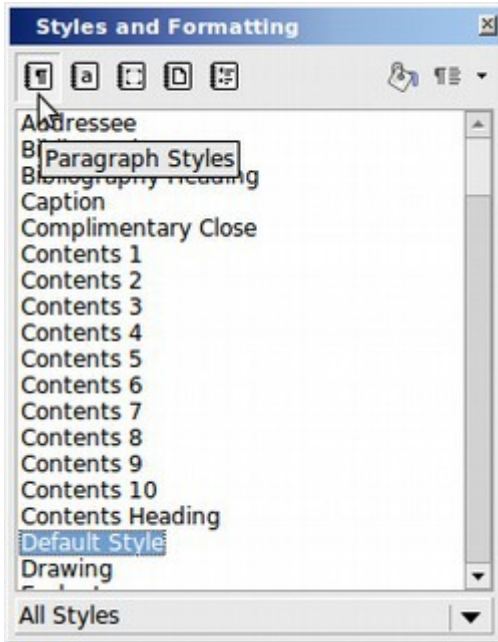 Styles and Formatting
Addressee
Paragraph Styles
Bibliography Heading
Caption
Complimentary Close
Contents 1
Contents 2
Contents 3
Contents 4
Contents 5
Contents 6
Contents 7
Contents 8
Contents 9
Contents 10
Contents Heading
Default Style
Drawing
All Styles